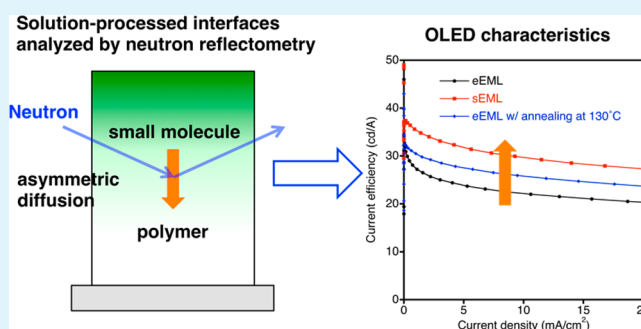 Solution-processed interfaces
analyzed by neutron reflectometry
Neutron
small molecule
asymmetric
diffusion
polymer
OLED characteristics
eEML
sEML
eEML w/ annealing at 130˚C
Current efficiency (cd/A)
50
40
30
20
10
0
0
5
10
15
Current density (mA/cm²)